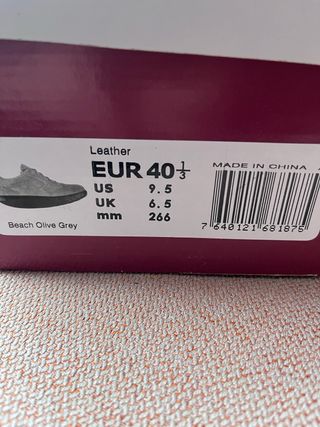 Leather
EUR 40 1/3
US 9.5
UK 6.5
mm 266
Beach Olive Grey
MADE IN CHINA
7 640121 681875